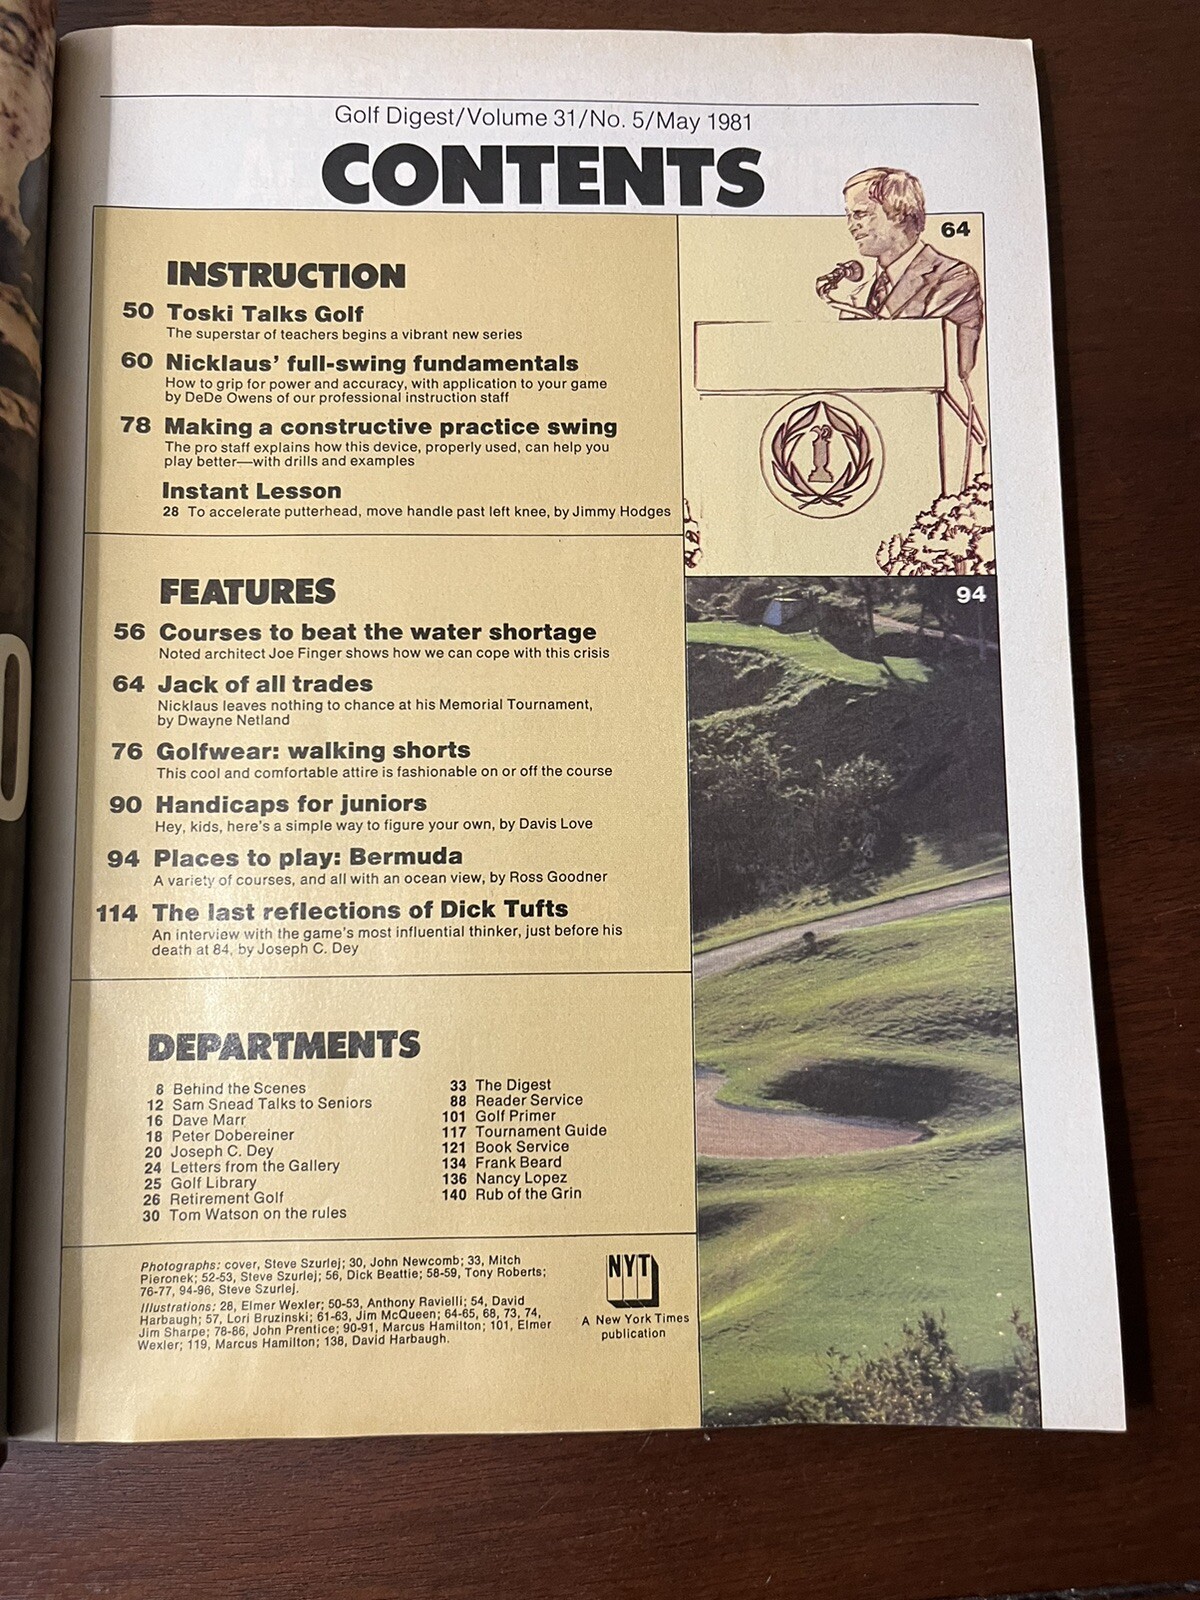 Golf Digest/Volume 31/No. 5/May 1981
CONTENTS
64
INSTRUCTION
50 Toski Talks Golf
The superstar of teachers begins a vibrant new series
60 Nicklaus' full-swing fundamentals
How to grip for power and accuracy, with application to your game
by DeDe Owens of our professional instruction staff
78 Making a constructive practice swing
The pro staff explains how this device, properly used, can help you
play better—with drills and examples
Instant Lesson
28 To accelerate putterhead, move handle past left knee, by Jimmy Hodges
94
FEATURES
56 Courses to beat the water shortage
Noted architect Joe Finger shows how we can cope with this crisis
64 Jack of all trades
Nicklaus leaves nothing to chance at his Memorial Tournament,
by Dwayne Netland
76 Golfwear: walking shorts
This cool and comfortable attire is fashionable on or off the course
90 Handicaps for juniors
Hey, kids, here's a simple way to figure your own, by Davis Love
94 Places to play: Bermuda
A variety of courses, and all with an ocean view, by Ross Goodner
114 The last reflections of Dick Tufts
An interview with the game's most influential thinker, just before his
death at 84, by Joseph C. Dey
DEPARTMENTS
8 Behind the Scenes
12 Sam Snead Talks to Seniors
16 Dave Marr
18 Peter Dobereiner
20 Joseph C. Dey
24 Letters from the Gallery
25 Golf Library
26 Retirement Golf
30 Tom Watson on the rules
33 The Digest
88 Reader Service
101 Golf Primer
117 Tournament Guide
121 Book Service
134 Frank Beard
136 Nancy Lopez
140 Rub of the Grin
Photographs: cover, Steve Szurlej; 30, John Newcomb; 33, Mitch
Pieronek; 52-53, Steve Szurlej; 56, Dick Beattie; 58-59, Tony Roberts;
76-77, 94-96, Steve Szurlej.
Illustrations; 28, Elmer Wexler; 50-53, Anthony Ravielli; 54, David
Harbaugh; 57, Lori Bruzinski; 61-63, Jim McQueen; 64-65, 68, 73, 74,
Jim Sharpe; 78-86, John Prentice; 90-91, Marcus Hamilton; 101, Elmer
Wexler; 119, Marcus Hamilton; 138, David Harbaugh.
NYT
A New York Times
publication